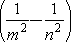 (1/m² − 1/n²)